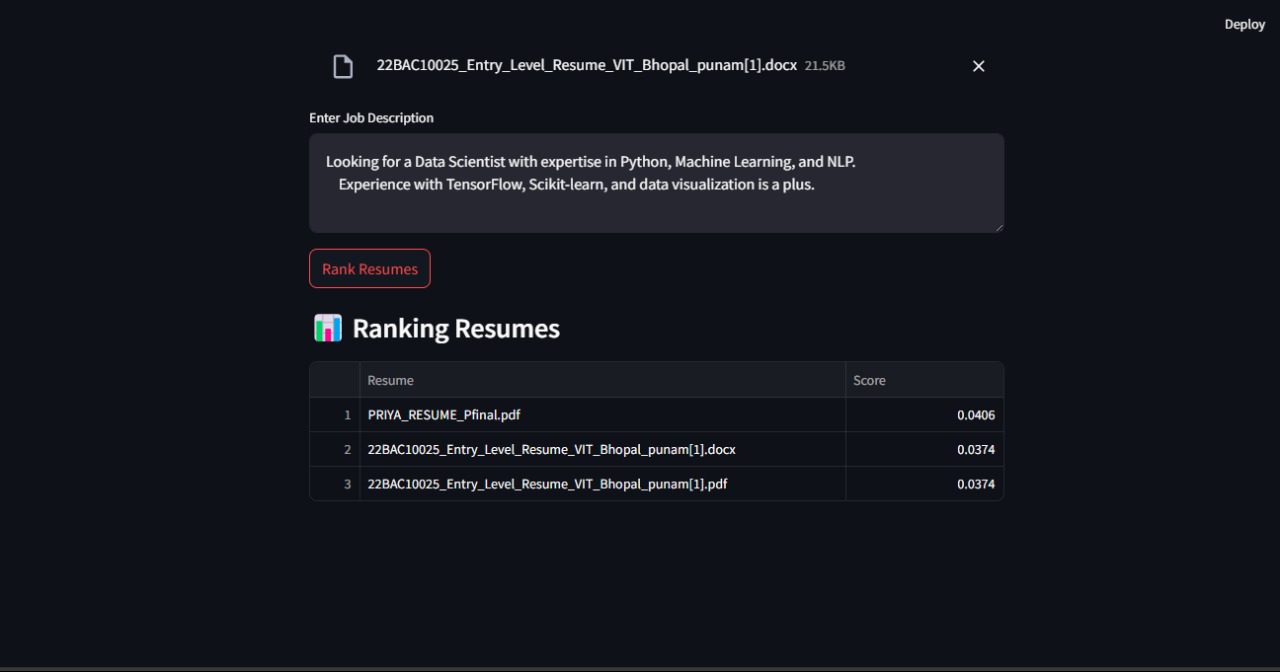 Deploy
22BAC10025_Entry_Level_Resume_VIT_Bhopal_punam[1].docx 21.5KB
Enter Job Description
Looking for a Data Scientist with expertise in Python, Machine Learning, and NLP.
Experience with TensorFlow, Scikit-learn, and data visualization is a plus.
Rank Resumes
Ranking Resumes
Resume Score
1 PRIYA_RESUME_Pfinal.pdf 0.0406
2 22BAC10025_Entry_Level_Resume_VIT_Bhopal_punam[1].docx 0.0374
3 22BAC10025_Entry_Level_Resume_VIT_Bhopal_punam[1].pdf 0.0374